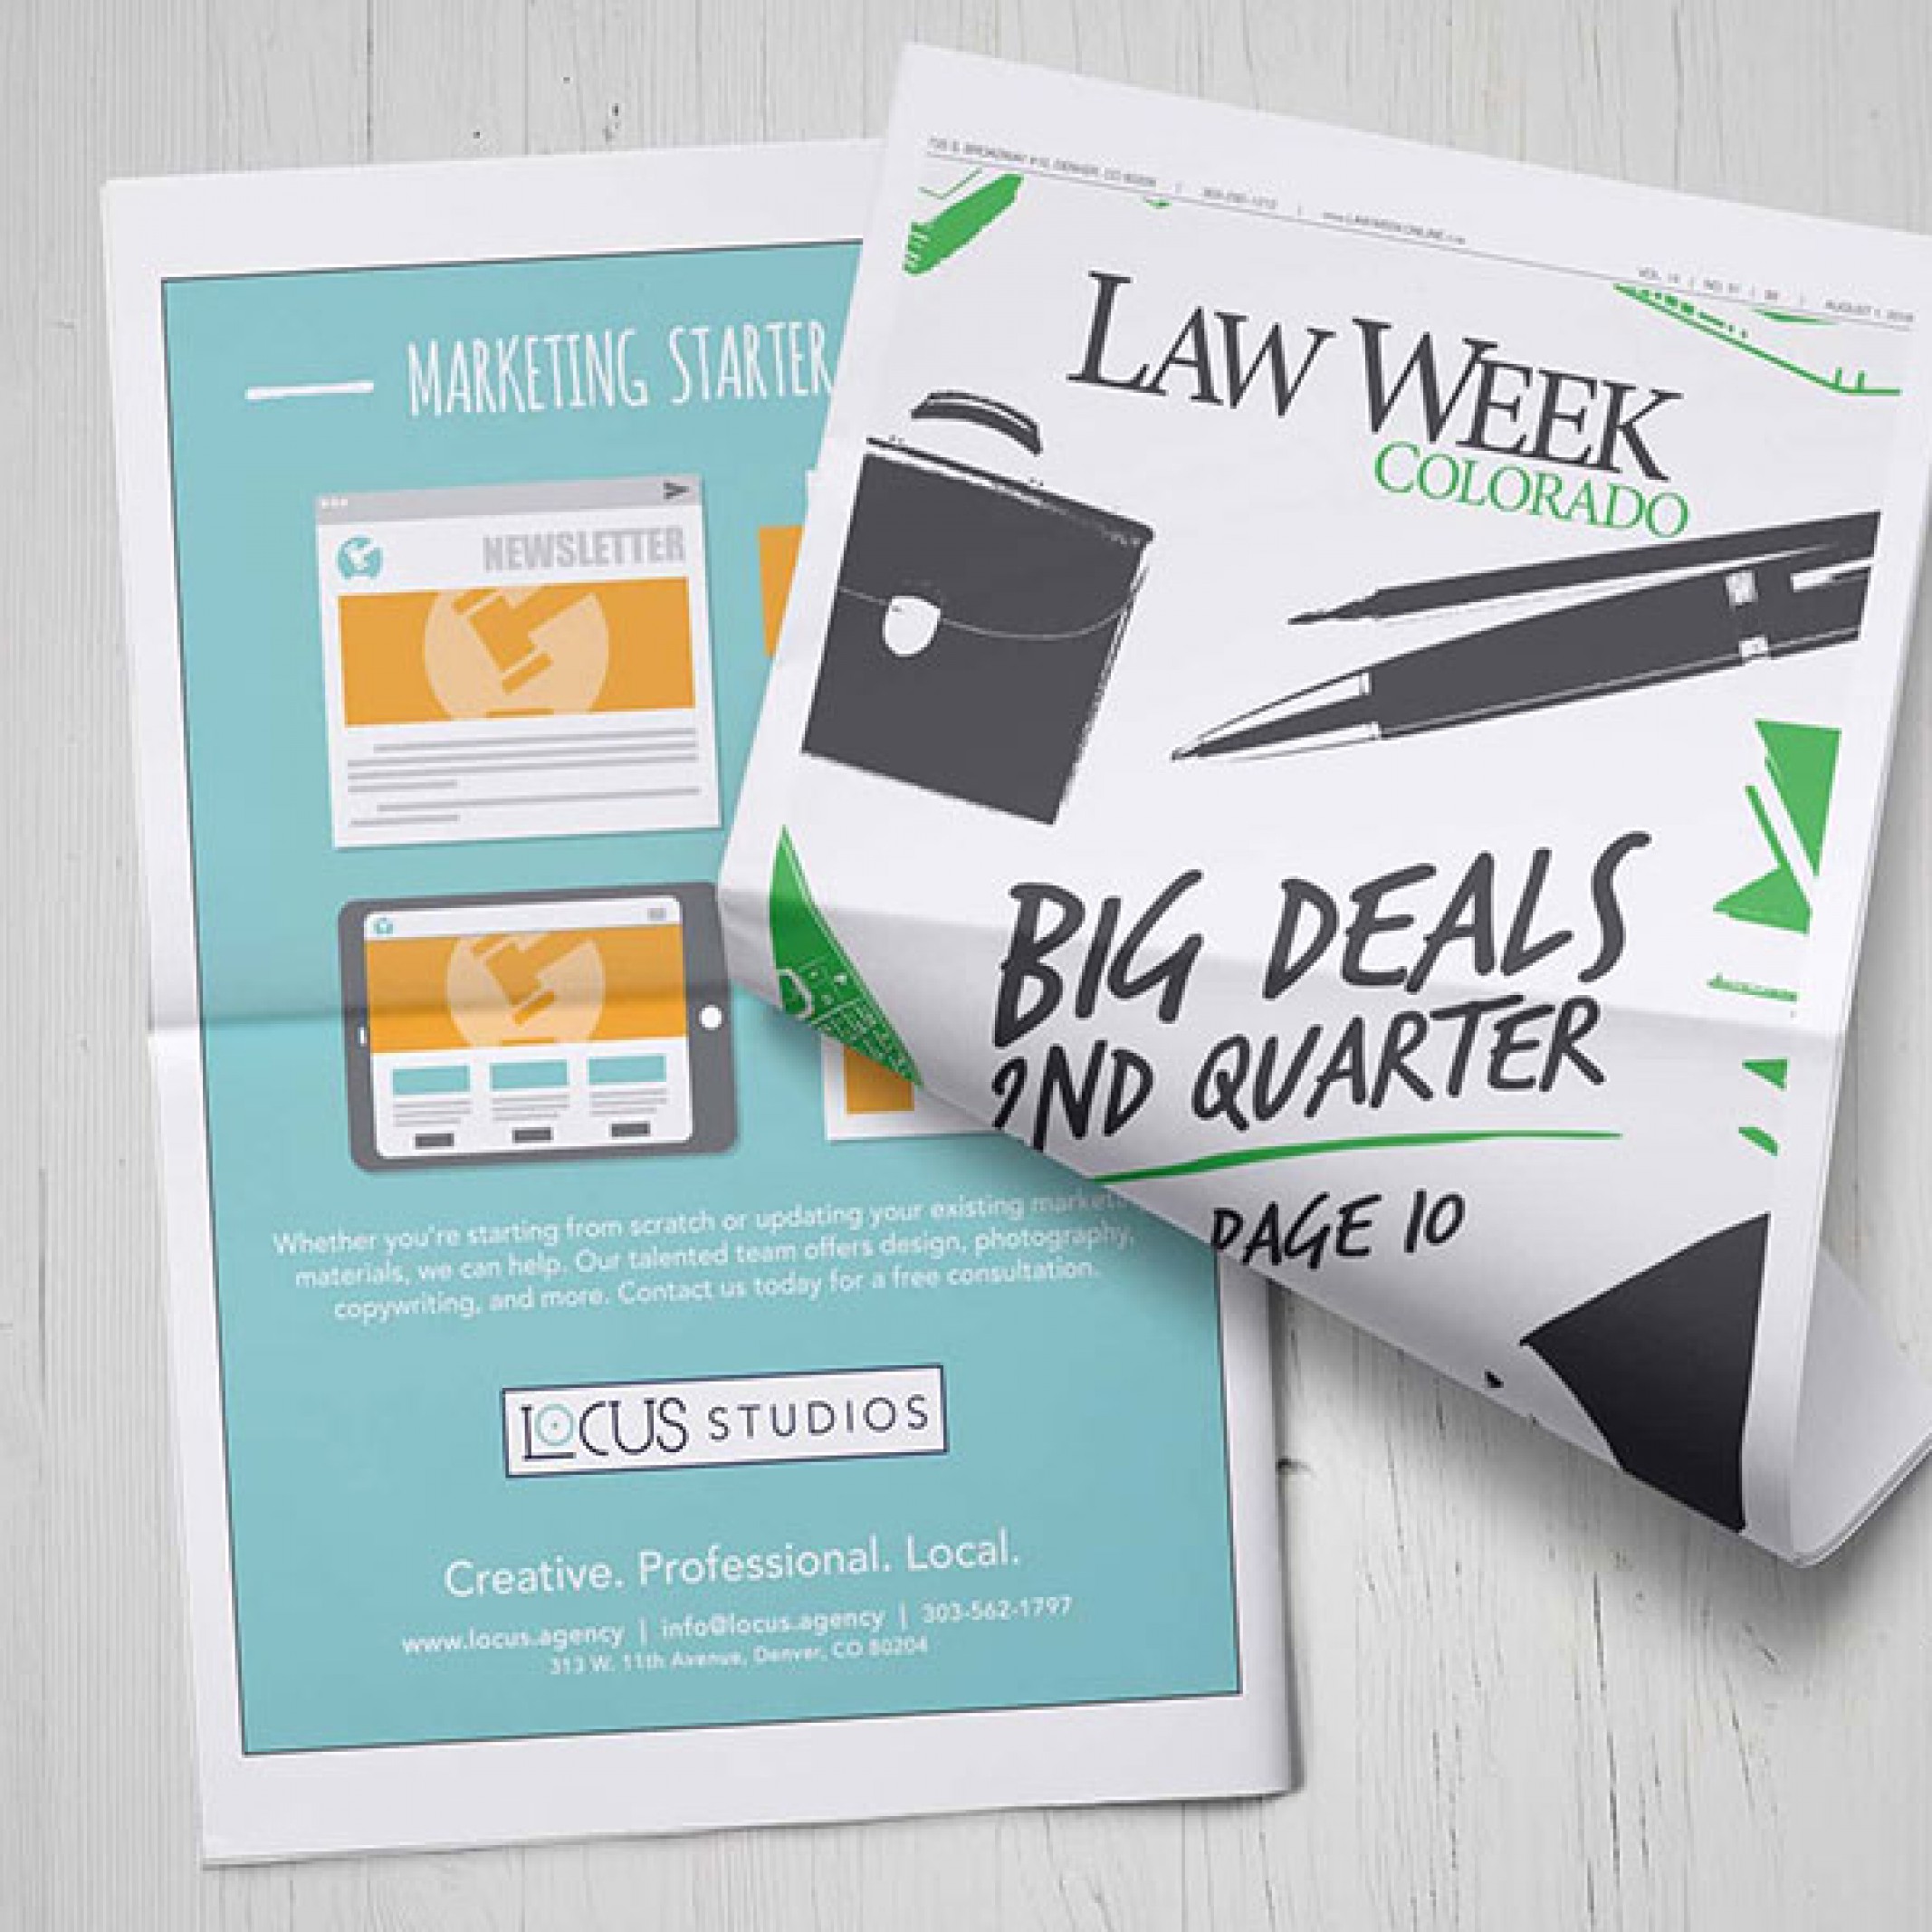 MARKETING STARTER
NEWSLETTER
Whether you're starting from scratch or updating your existing
materials, we can help. Our talented team offers design, photography,
copywriting, and more. Contact us today for a free consultation.
LOCUS STUDIOS
Creative. Professional. Local.
www.locus.agency | info@locus.agency | 303-562-1797
313 W. 11th Avenue, Denver, CO 80204
LAW WEEK
COLORADO
BIG DEALS
2ND QUARTER
PAGE 10